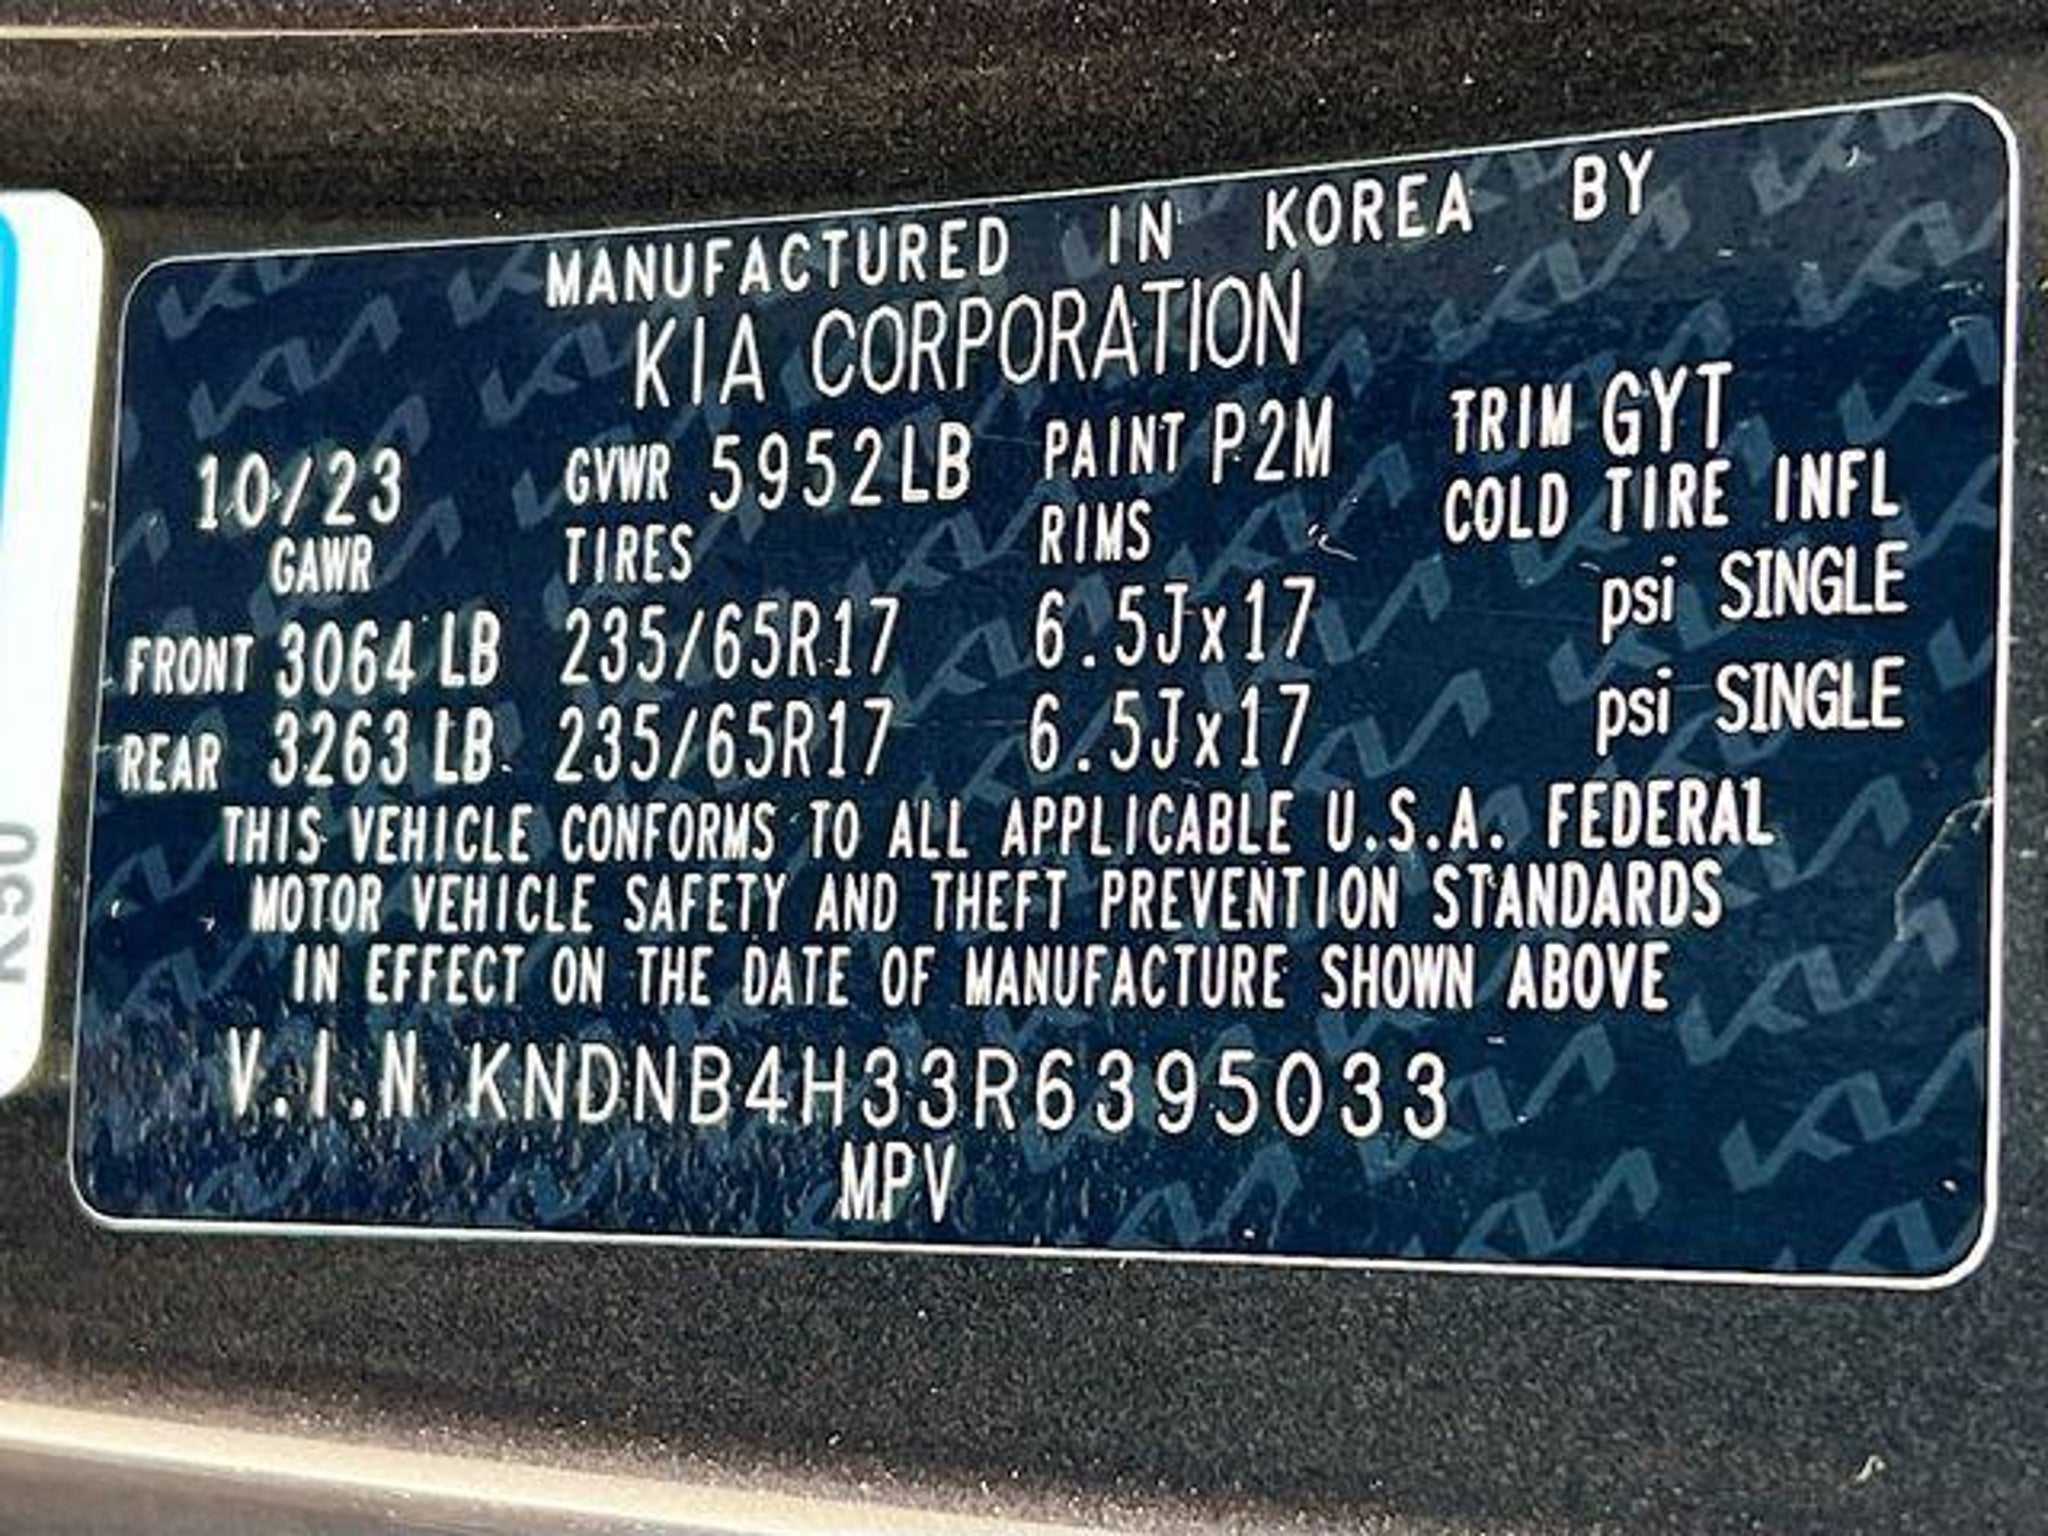 MANUFACTURED IN KOREA BY
KIA CORPORATION
10/23 GVWR 5952LB PAINT P2M TRIM GYT
GAWR TIRES RIMS COLD TIRE INFL
FRONT 3064 LB 235/65R17 6.5Jx17 psi SINGLE
REAR 3263 LB 235/65R17 6.5Jx17 psi SINGLE
THIS VEHICLE CONFORMS TO ALL APPLICABLE U.S.A. FEDERAL
MOTOR VEHICLE SAFETY AND THEFT PREVENTION STANDARDS
IN EFFECT ON THE DATE OF MANUFACTURE SHOWN ABOVE
V.I.N KNDNB4H33R6395033
MPV